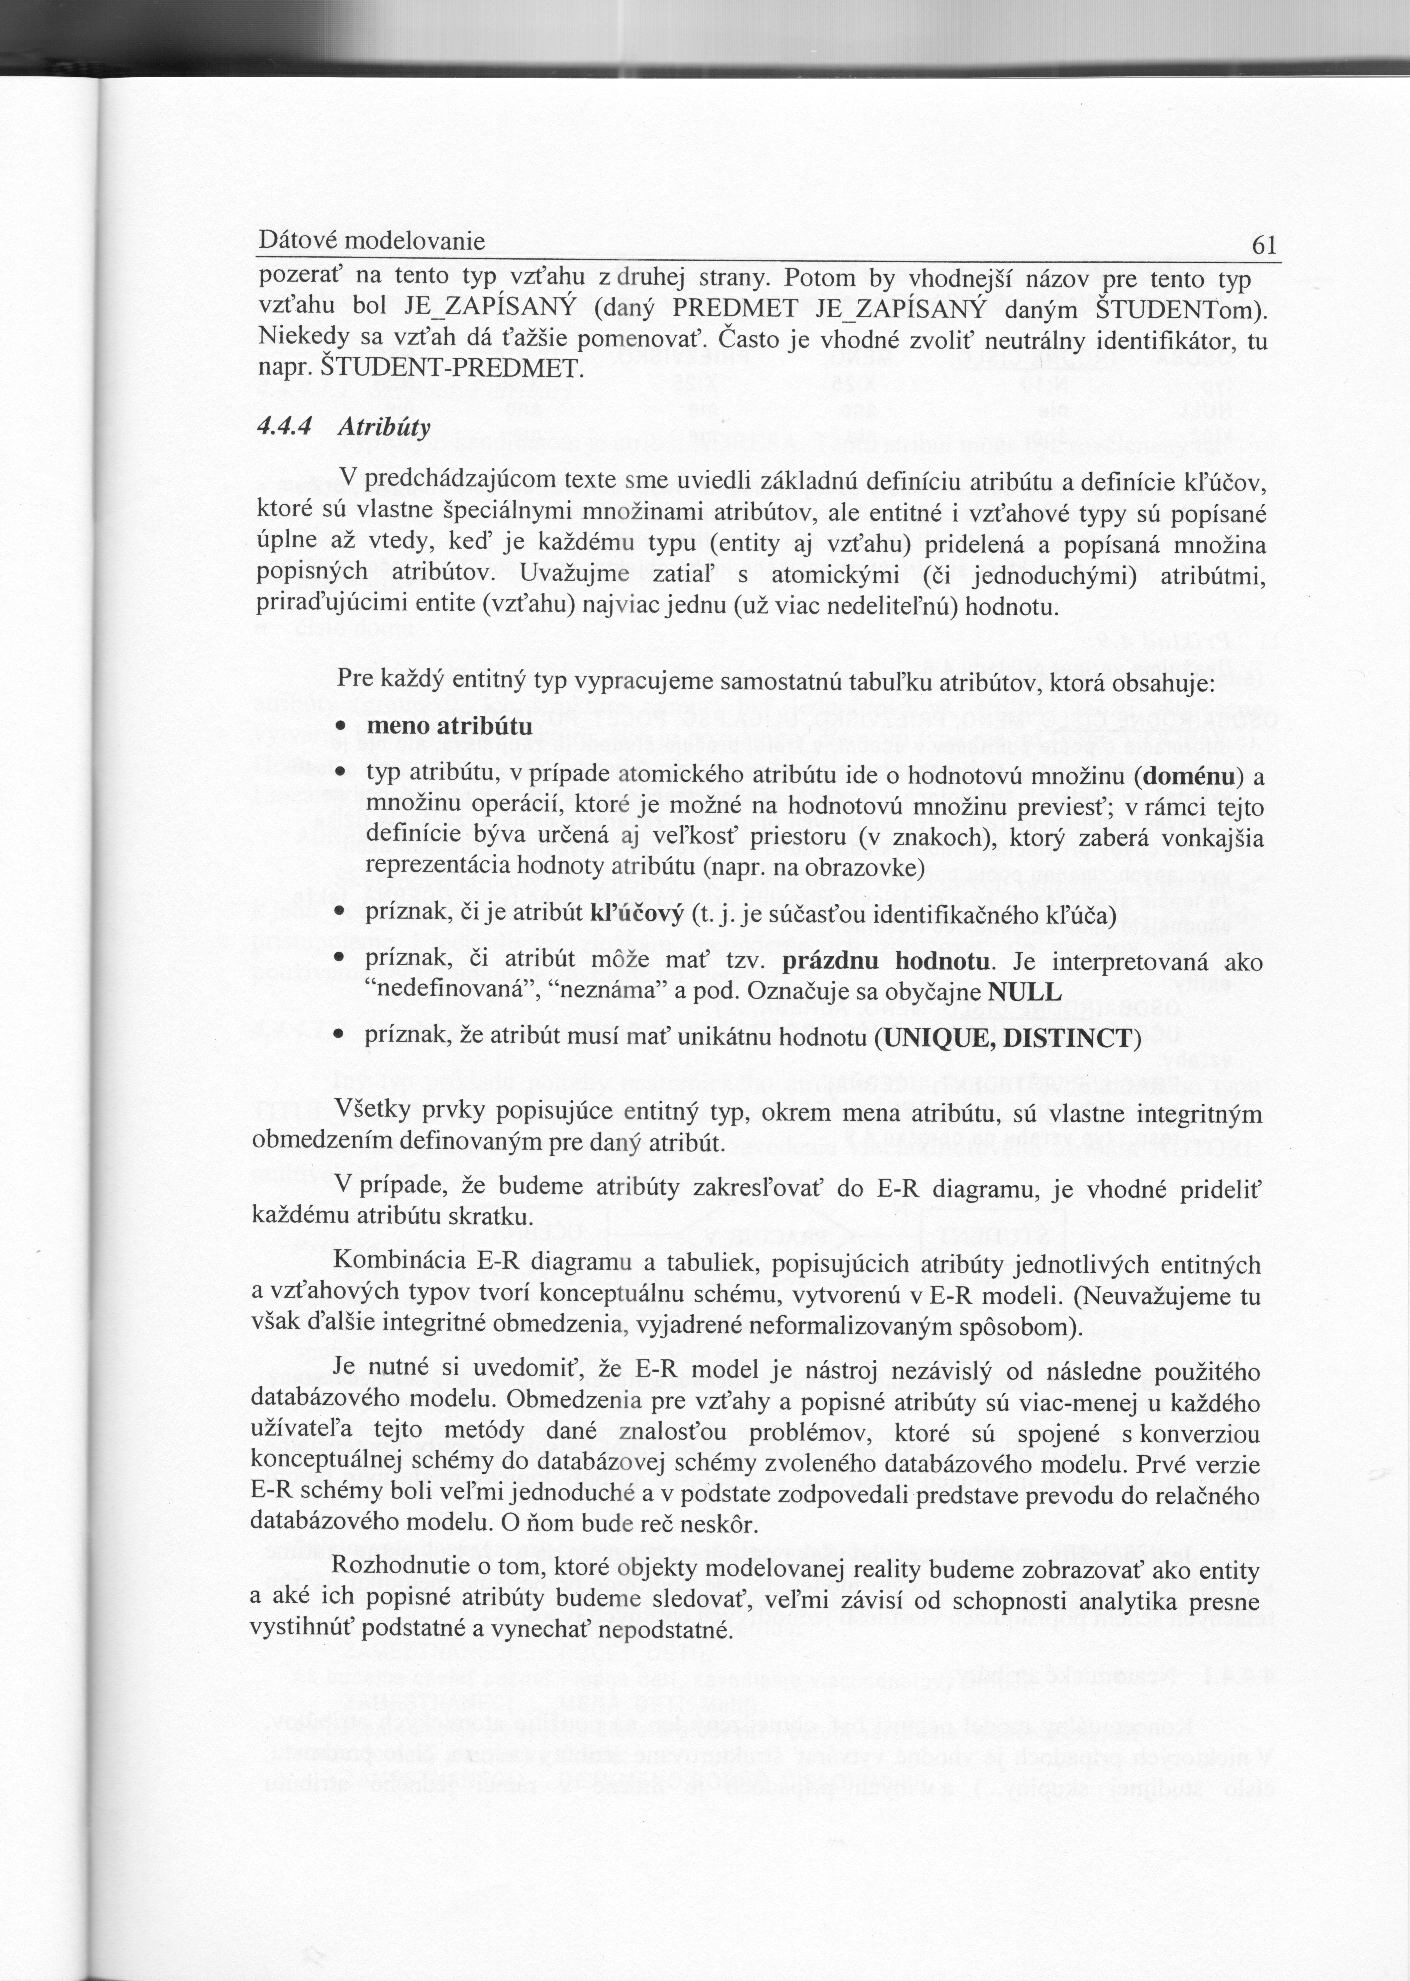 Dátové modelovanie 61
pozerať na tento typ vzťahu z druhej strany. Potom by vhodnejší názov pre tento typ
vzťahu bol JE_ZAPÍSANÝ (daný PREDMET JE_ZAPÍSANÝ daným ŠTUDENTom).
Niekedy sa vzťah dá ťažšie pomenovať. Často je vhodné zvoliť neutrálny identifikátor, tu
napr. ŠTUDENT-PREDMET.
4.4.4 Atribúty
V predchádzajúcom texte sme uviedli základnú definíciu atribútu a definície kľúčov,
ktoré sú vlastne špeciálnymi množinami atribútov, ale entitné i vzťahové typy sú popísané
úplne až vtedy, keď je každému typu (entity aj vzťahu) pridelená a popísaná množina
popisných atribútov. Uvažujme zatiaľ s atomickými (či jednoduchými) atribútmi,
priraďujúcimi entite (vzťahu) najviac jednu (už viac nedeliteľnú) hodnotu.
Pre každý entitný typ vypracujeme samostatnú tabuľku atribútov, ktorá obsahuje:
• meno atribútu
• typ atribútu, v prípade atomického atribútu ide o hodnotovú množinu (doménu) a
množinu operácií, ktoré je možné na hodnotovú množinu previesť; v rámci tejto
definície býva určená aj veľkosť priestoru (v znakoch), ktorý zaberá vonkajšia
reprezentácia hodnoty atribútu (napr. na obrazovke)
• príznak, či je atribút kľúčový (t. j. je súčasťou identifikačného kľúča)
• príznak, či atribút môže mať tzv. prázdnu hodnotu. Je interpretovaná ako
“nedefinovaná”, “neznáma” a pod. Označuje sa obyčajne NULL
• príznak, že atribút musí mať unikátnu hodnotu (UNIQUE, DISTINCT)
Všetky prvky popisujúce entitný typ, okrem mena atribútu, sú vlastne integritným
obmedzením definovaným pre daný atribút.
V prípade, že budeme atribúty zakresľovať do E-R diagramu, je vhodné prideliť
každému atribútu skratku.
Kombinácia E-R diagramu a tabuliek, popisujúcich atribúty jednotlivých entitných
a vzťahových typov tvorí konceptuálnu schému, vytvorenú v E-R modeli. (Neuvažujeme tu
však ďalšie integritné obmedzenia, vyjadrené neformalizovaným spôsobom).
Je nutné si uvedomiť, že E-R model je nástroj nezávislý od následne použitého
databázového modelu. Obmedzenia pre vzťahy a popisné atribúty sú viac-menej u každého
užívateľa tejto metódy dané znalosťou problémov, ktoré sú spojené s konverziou
konceptuálnej schémy do databázovej schémy zvoleného databázového modelu. Prvé verzie
E-R schémy boli veľmi jednoduché a v podstate zodpovedali predstave prevodu do relačného
databázového modelu. O ňom bude reč neskôr.
Rozhodnutie o tom, ktoré objekty modelovanej reality budeme zobrazovať ako entity
a aké ich popisné atribúty budeme sledovať, veľmi závisí od schopnosti analytika presne
vystihnúť podstatné a vynechať nepodstatné.